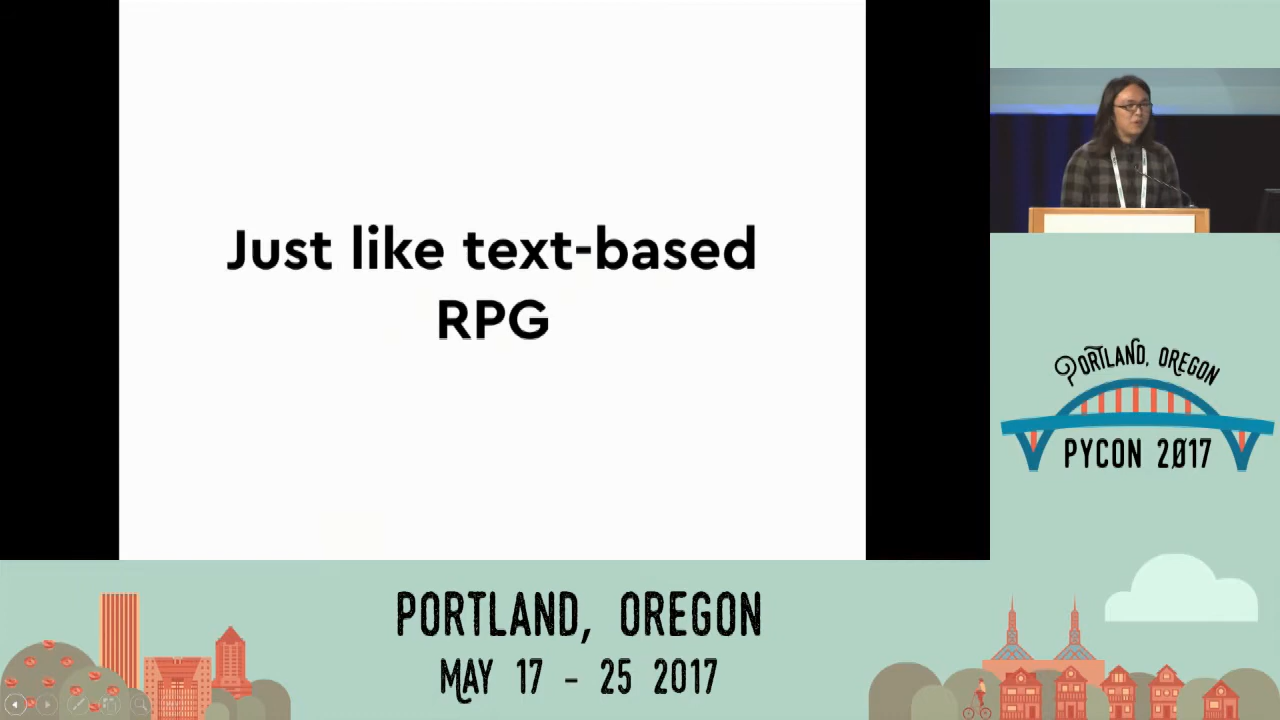 Just like text-based
RPG
PORTLAND, OREGON
PYCON 2017
PORTLAND, OREGON
MAY 17 - 25 2017